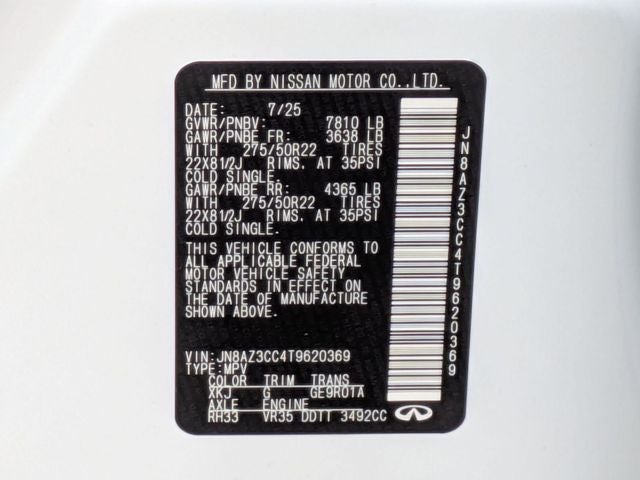 MFD BY NISSAN MOTOR CO.,LTD.
DATE: 7/25
GVWR/PNBV: 7810 LB
GAWR/PNBE FR: 3638 LB
WITH 275/50R22 TIRES
22X81/2J RIMS. AT 35PSI
COLD SINGLE.
GAWR/PNBE RR: 4365 LB
WITH 275/50R22 TIRES
22X81/2J RIMS. AT 35PSI
COLD SINGLE.
THIS VEHICLE CONFORMS TO
ALL APPLICABLE FEDERAL
MOTOR VEHICLE SAFETY
STANDARDS IN EFFECT ON
THE DATE OF MANUFACTURE
SHOWN ABOVE.
VIN:JN8AZ3CC4T9620369
TYPE:MPV
COLOR TRIM TRANS
XKJ G GE9R01A
AXLE ENGINE
RH33 VR35 DDTT 3492CC
JN8AZ3CC4T9620369